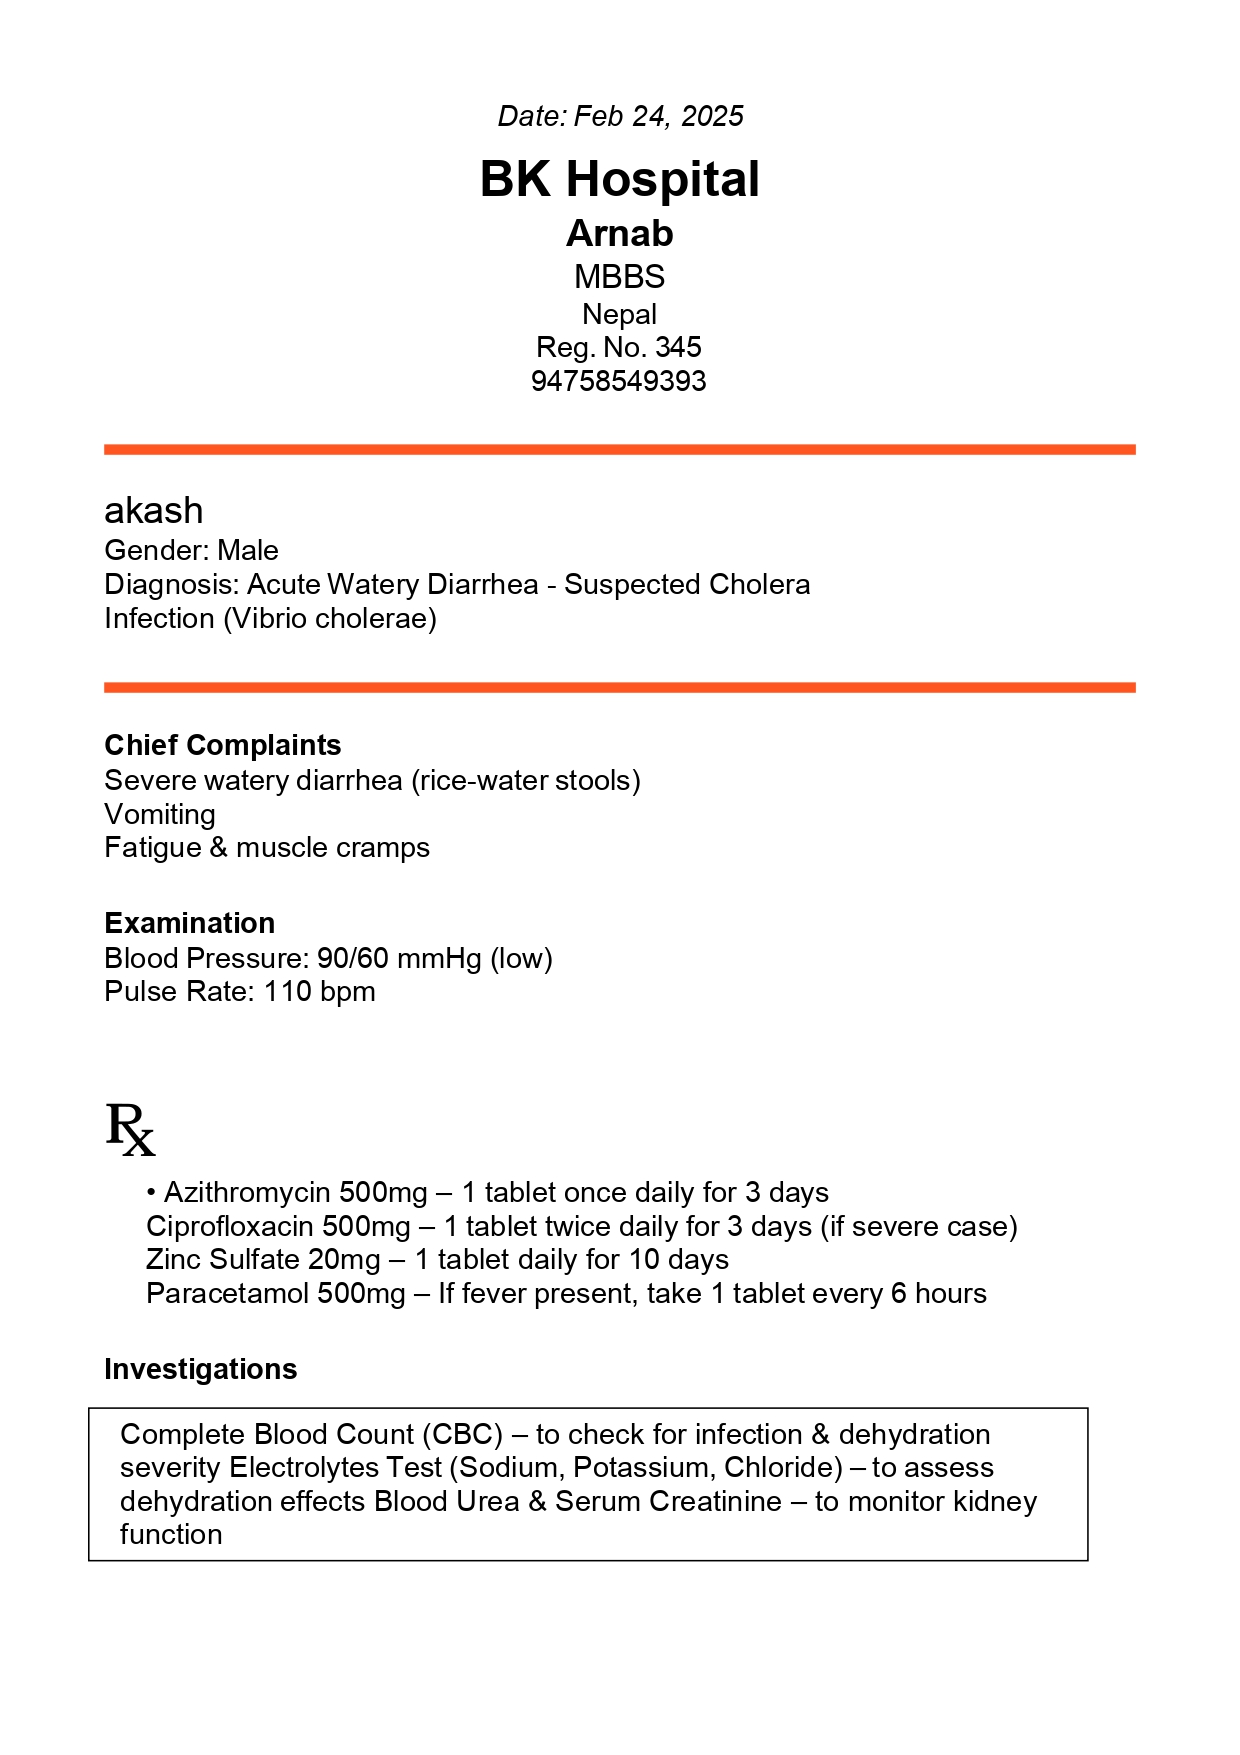 Date: Feb 24, 2025
BK Hospital
Arnab
MBBS
Nepal
Reg. No. 345
94758549393
akash
Gender: Male
Diagnosis: Acute Watery Diarrhea - Suspected Cholera
Infection (Vibrio cholerae)
Chief Complaints
Severe watery diarrhea (rice-water stools)
Vomiting
Fatigue & muscle cramps
Examination
Blood Pressure: 90/60 mmHg (low)
Pulse Rate: 110 bpm
℞
• Azithromycin 500mg – 1 tablet once daily for 3 days
Ciprofloxacin 500mg – 1 tablet twice daily for 3 days (if severe case)
Zinc Sulfate 20mg – 1 tablet daily for 10 days
Paracetamol 500mg – If fever present, take 1 tablet every 6 hours
Investigations
Complete Blood Count (CBC) – to check for infection & dehydration
severity Electrolytes Test (Sodium, Potassium, Chloride) – to assess
dehydration effects Blood Urea & Serum Creatinine – to monitor kidney
function